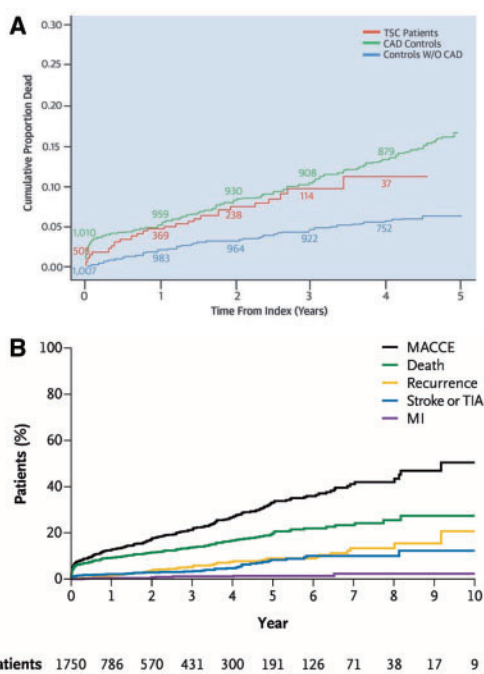 A
0.30
0.25
0.20
0.15
0.10
0.05
0.00
Cumulative Proportion Dead
TSC Patients
CAD Controls
Controls W/O CAD
1,010
959
930
908
879
369
238
114
37
1,007
983
964
922
752
0 1 2 3 4 5
Time From Index (Years)
B
100
80
60
40
20
0
Patients (%)
MACCE
Death
Recurrence
Stroke or TIA
MI
0 1 2 3 4 5 6 7 8 9 10
Year
atients 1750 786 570 431 300 191 126 71 38 17 9